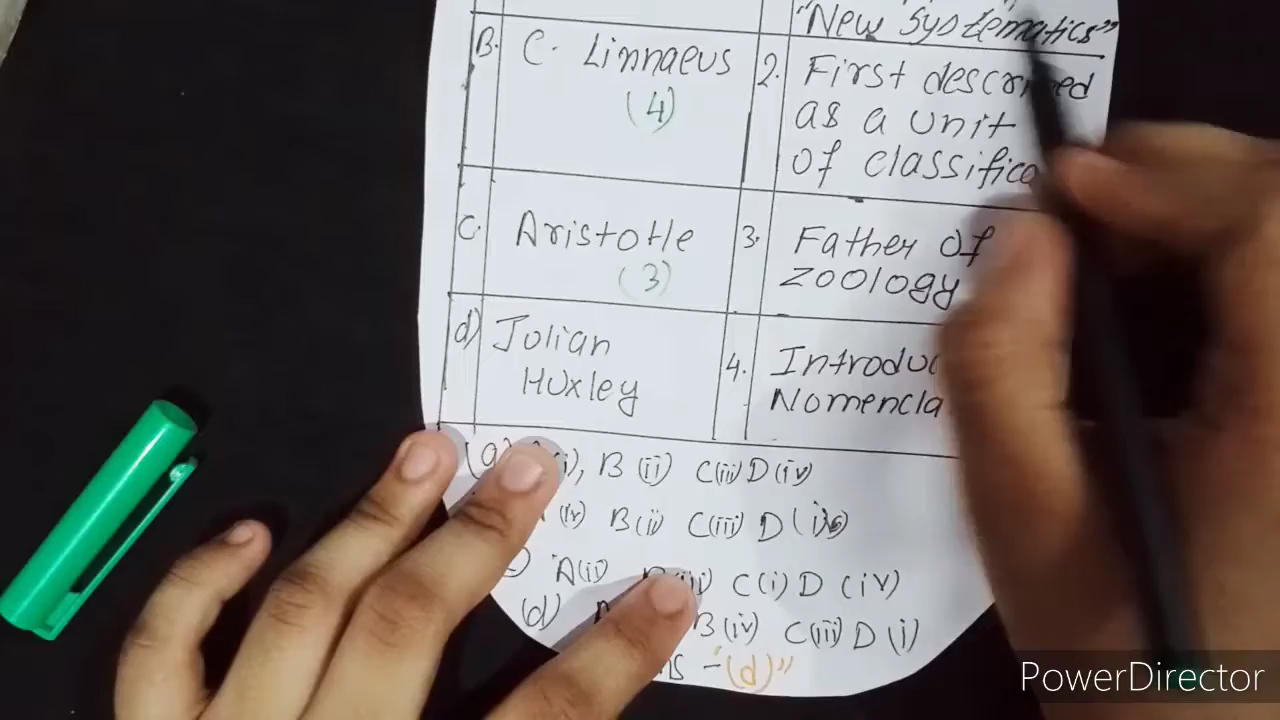 "New Systematics"
B. C. Linnaeus 2. First described
(4) as a unit
of classifica
C. Aristotle 3. Father of
(3) zoology
d) Julian 4. Introduc
Huxley Nomencla
(a) (i), B (ii) C(iii) D(iv)
(iv) B(ii) C(iii) D(i)
A(ii) C(i) D (iv)
(d) B(iv) C(iii) D(i)
"(d)"
PowerDirector